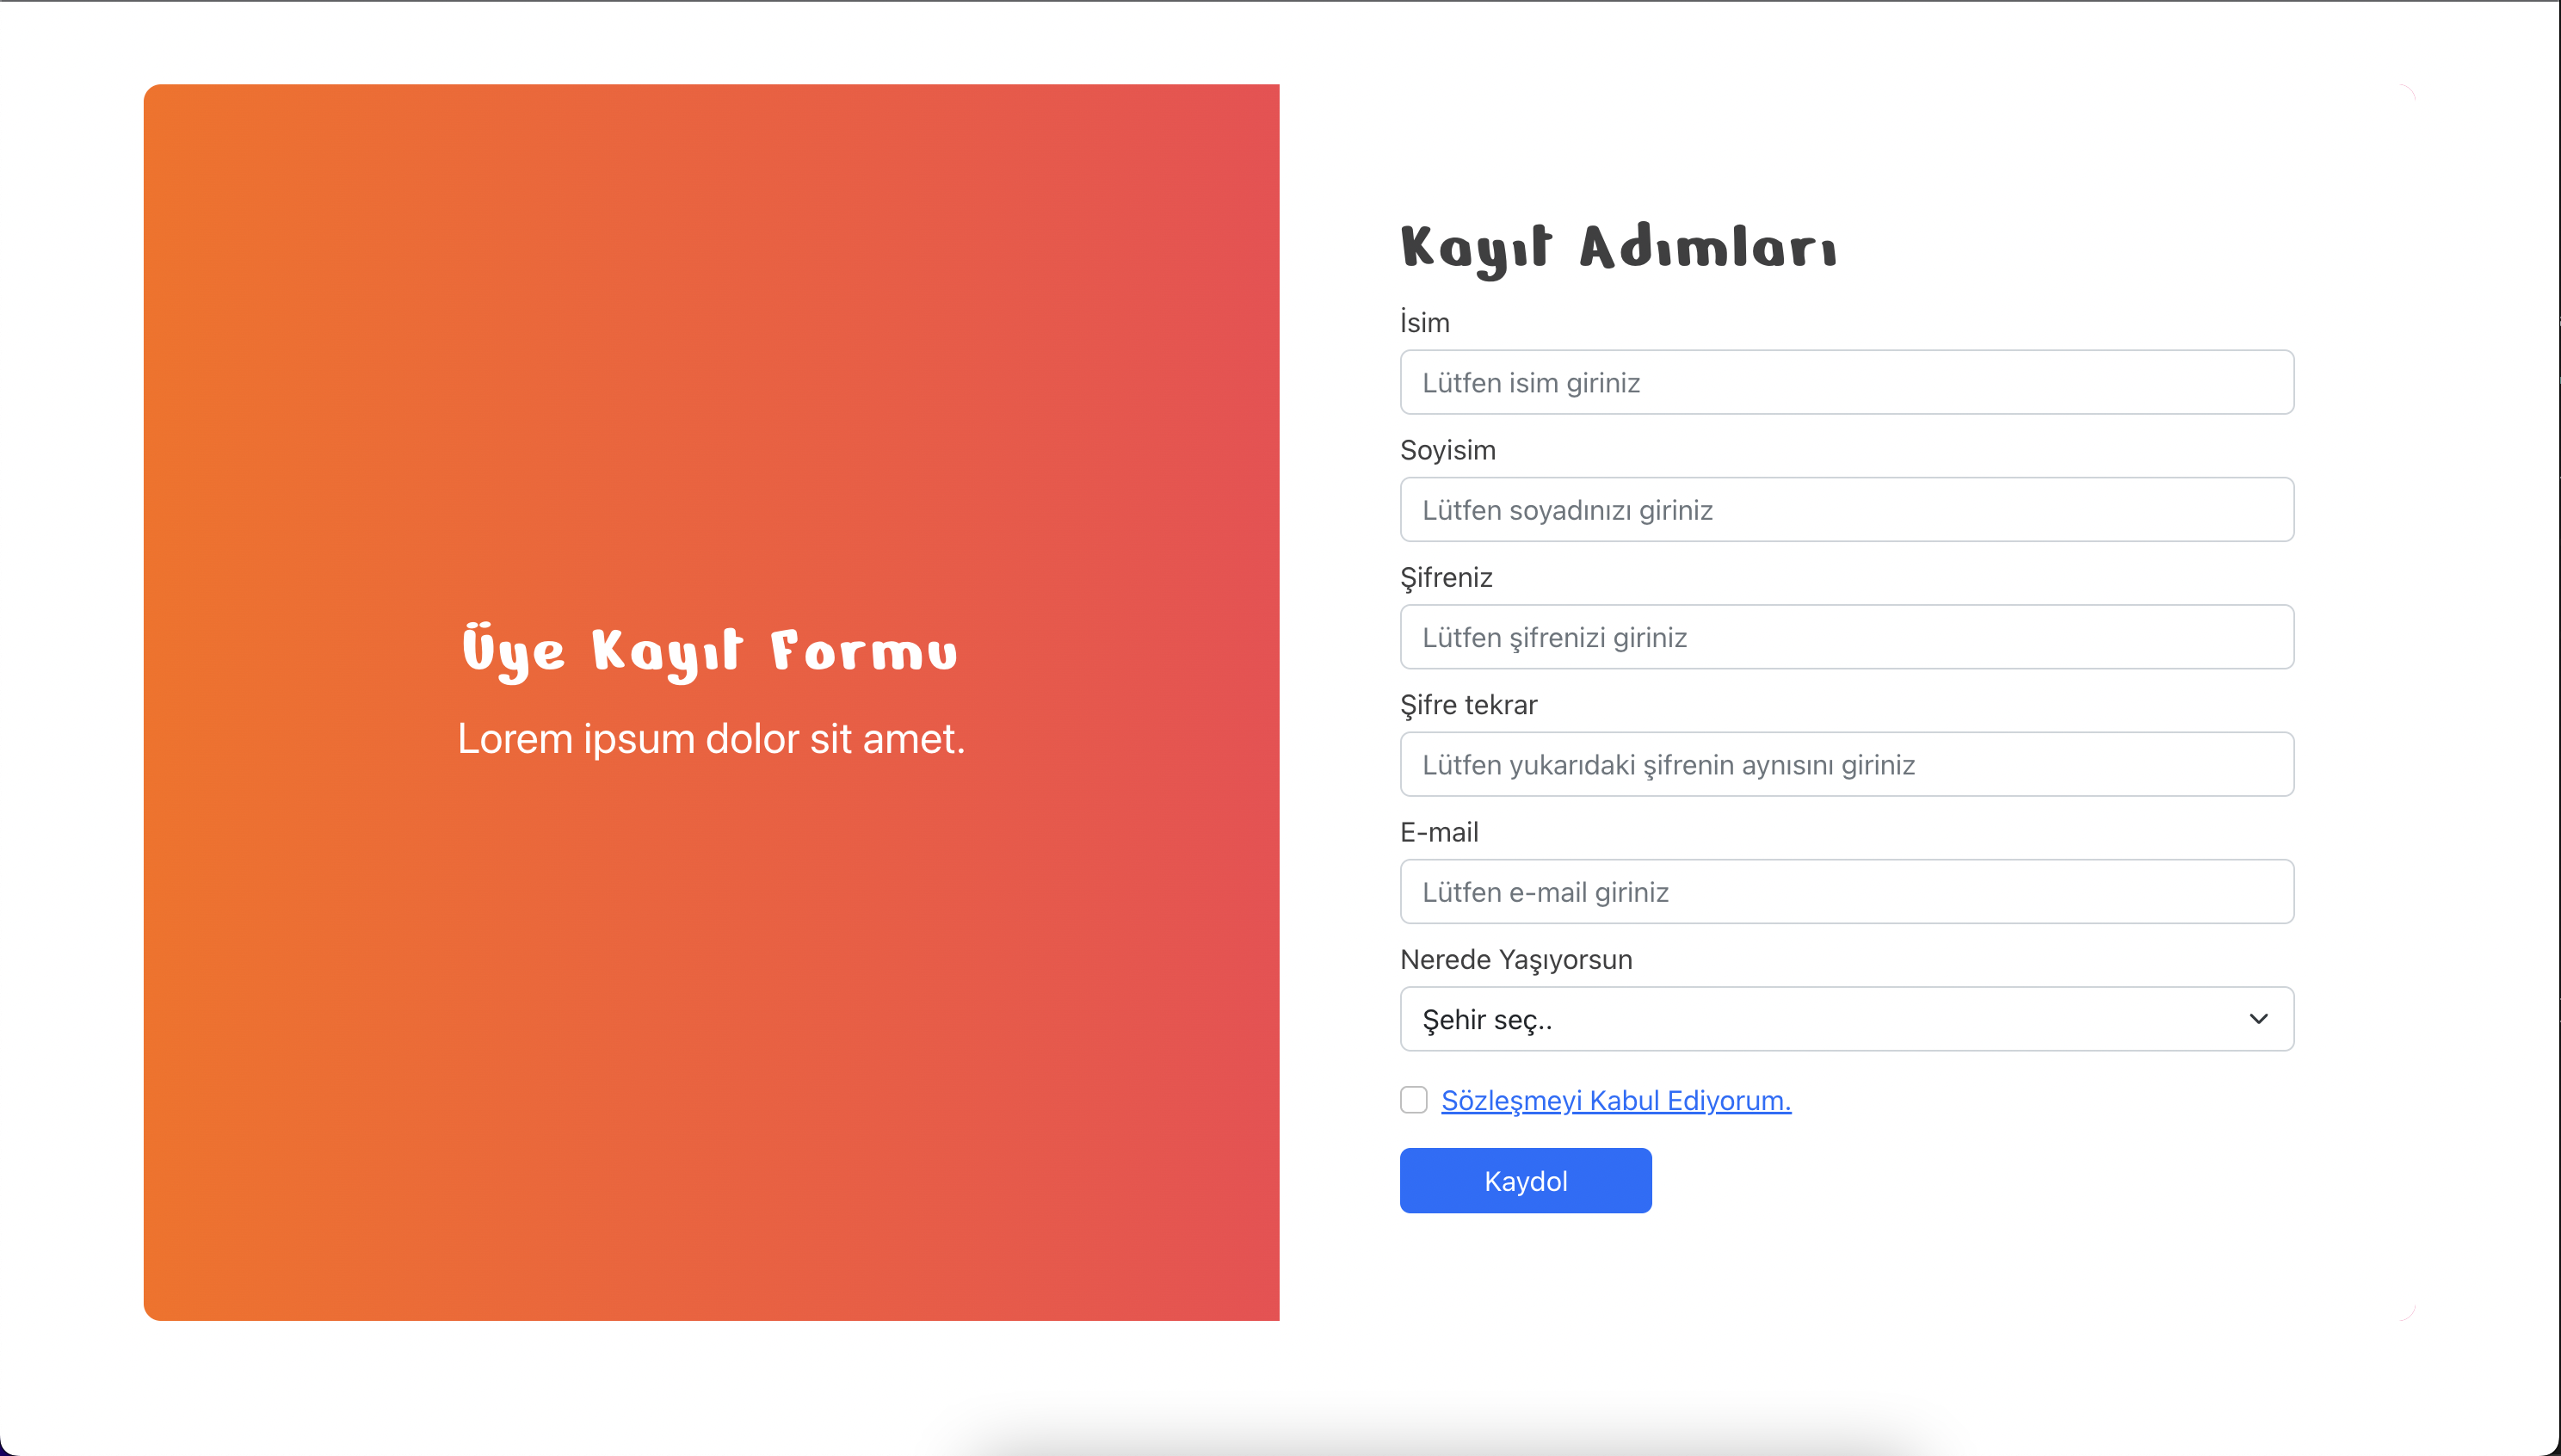 Üye Kayıt Formu
Lorem ipsum dolor sit amet.
Kayıt Adımları
İsim
Lütfen isim giriniz
Soyisim
Lütfen soyadınızı giriniz
Şifreniz
Lütfen şifrenizi giriniz
Şifre tekrar
Lütfen yukarıdaki şifrenin aynısını giriniz
E-mail
Lütfen e-mail giriniz
Nerede Yaşıyorsun
Şehir seç..
Sözleşmeyi Kabul Ediyorum.
Kaydol